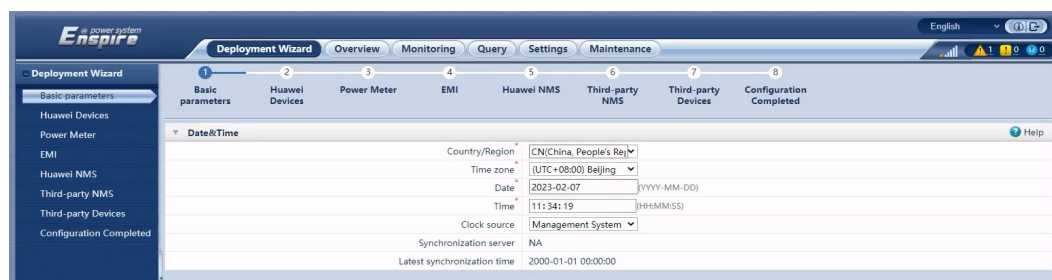 e power system
Enspire
English
Deployment Wizard Overview Monitoring Query Settings Maintenance
1 0 0
Deployment Wizard
Basic parameters
Huawei Devices
Power Meter
EMI
Huawei NMS
Third-party NMS
Third-party Devices
Configuration Completed
1 2 3 4 5 6 7 8
Basic parameters
Huawei Devices
Power Meter
EMI
Huawei NMS
Third-party NMS
Third-party Devices
Configuration Completed
Date&Time
Help
Country/Region * CN(China, People's Re
Time zone * (UTC+08:00) Beijing
Date * 2023-02-07 (YYYY-MM-DD)
Time * 11:34:19 (HH:MM:SS)
Clock source Management System
Synchronization server NA
Latest synchronization time 2000-01-01 00:00:00